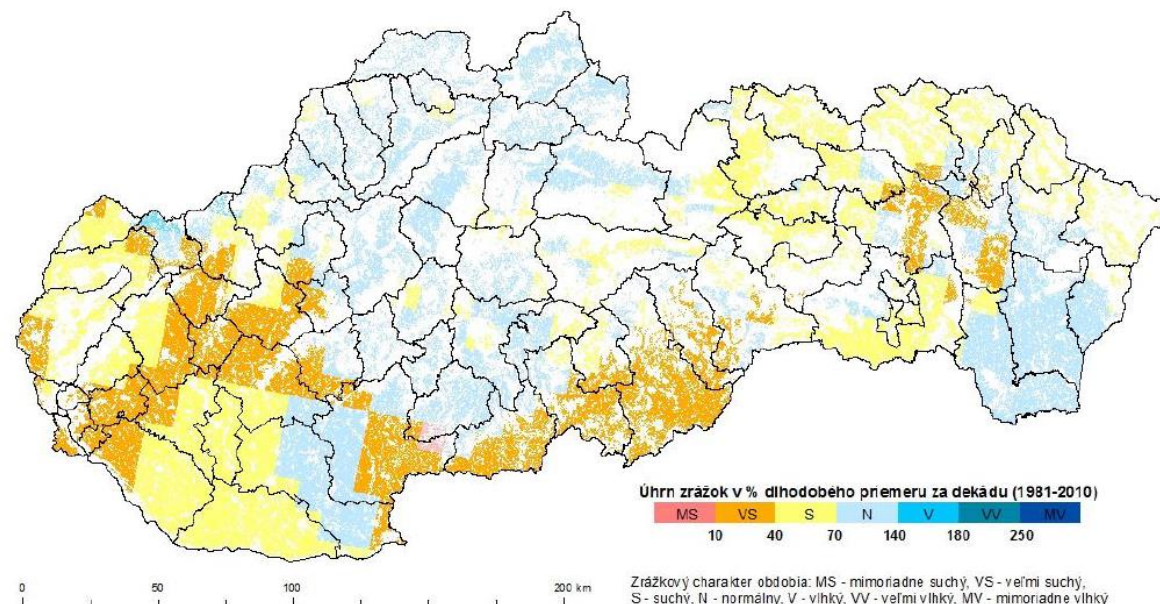 Úhrn zrážok v % dlhodobého priemeru za dekádu (1981-2010)
MS VS S N V VV MV
10 40 70 140 180 250
0 50 100 200 km
Zrážkový charakter obdobia: MS - mimoriadne suchý, VS - veľmi suchý,
S - suchý, N - normálny, V - vlhký, VV - veľmi vlhký, MV - mimoriadne vlhký